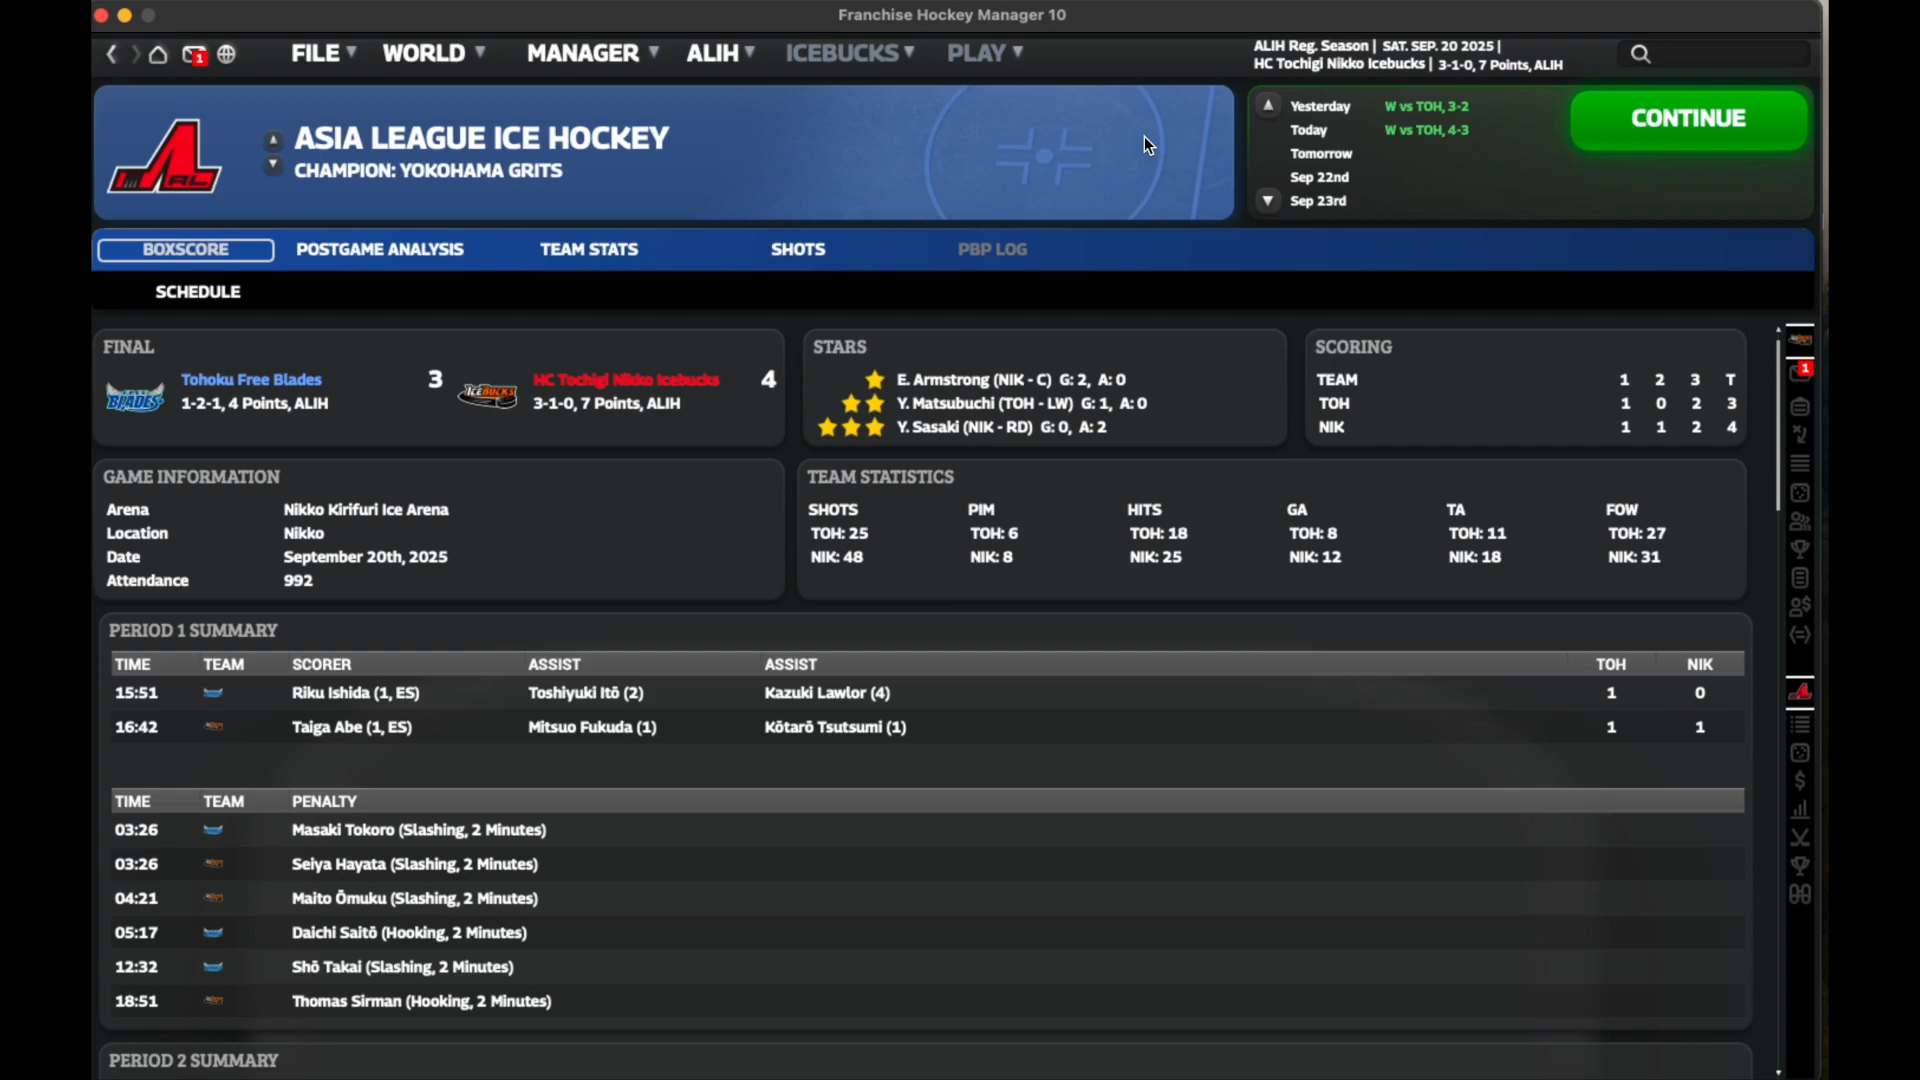 Franchise Hockey Manager 10
1
FILE WORLD MANAGER ALIH ICEBUCKS PLAY
ALIH Reg. Season | SAT. SEP. 20 2025 |
HC Tochigi Nikko Icebucks | 3-1-0, 7 Points, ALIH
ASIA LEAGUE ICE HOCKEY
CHAMPION: YOKOHAMA GRITS
Yesterday W vs TOH, 3-2
Today W vs TOH, 4-3
Tomorrow
Sep 22nd
Sep 23rd
CONTINUE
BOXSCORE POSTGAME ANALYSIS TEAM STATS SHOTS PBP LOG
SCHEDULE
FINAL
Tohoku Free Blades 3
1-2-1, 4 Points, ALIH
HC Tochigi Nikko Icebucks 4
3-1-0, 7 Points, ALIH
BLADES
ICEBUCKS
STARS
E. Armstrong (NIK - C) G: 2, A: 0
Y. Matsubuchi (TOH - LW) G: 1, A: 0
Y. Sasaki (NIK - RD) G: 0, A: 2
SCORING
TEAM 1 2 3 T
TOH 1 0 2 3
NIK 1 1 2 4
1
GAME INFORMATION
Arena Nikko Kirifuri Ice Arena
Location Nikko
Date September 20th, 2025
Attendance 992
TEAM STATISTICS
SHOTS PIM HITS GA TA FOW
TOH: 25 TOH: 6 TOH: 18 TOH: 8 TOH: 11 TOH: 27
NIK: 48 NIK: 8 NIK: 25 NIK: 12 NIK: 18 NIK: 31
PERIOD 1 SUMMARY
TIME TEAM SCORER ASSIST ASSIST TOH NIK
15:51 Riku Ishida (1, ES) Toshiyuki Itō (2) Kazuki Lawlor (4) 1 0
16:42 Taiga Abe (1, ES) Mitsuo Fukuda (1) Kōtarō Tsutsumi (1) 1 1
TIME TEAM PENALTY
03:26 Masaki Tokoro (Slashing, 2 Minutes)
03:26 Seiya Hayata (Slashing, 2 Minutes)
04:21 Maito Ōmuku (Slashing, 2 Minutes)
05:17 Daichi Saitō (Hooking, 2 Minutes)
12:32 Shō Takai (Slashing, 2 Minutes)
18:51 Thomas Sirman (Hooking, 2 Minutes)
PERIOD 2 SUMMARY